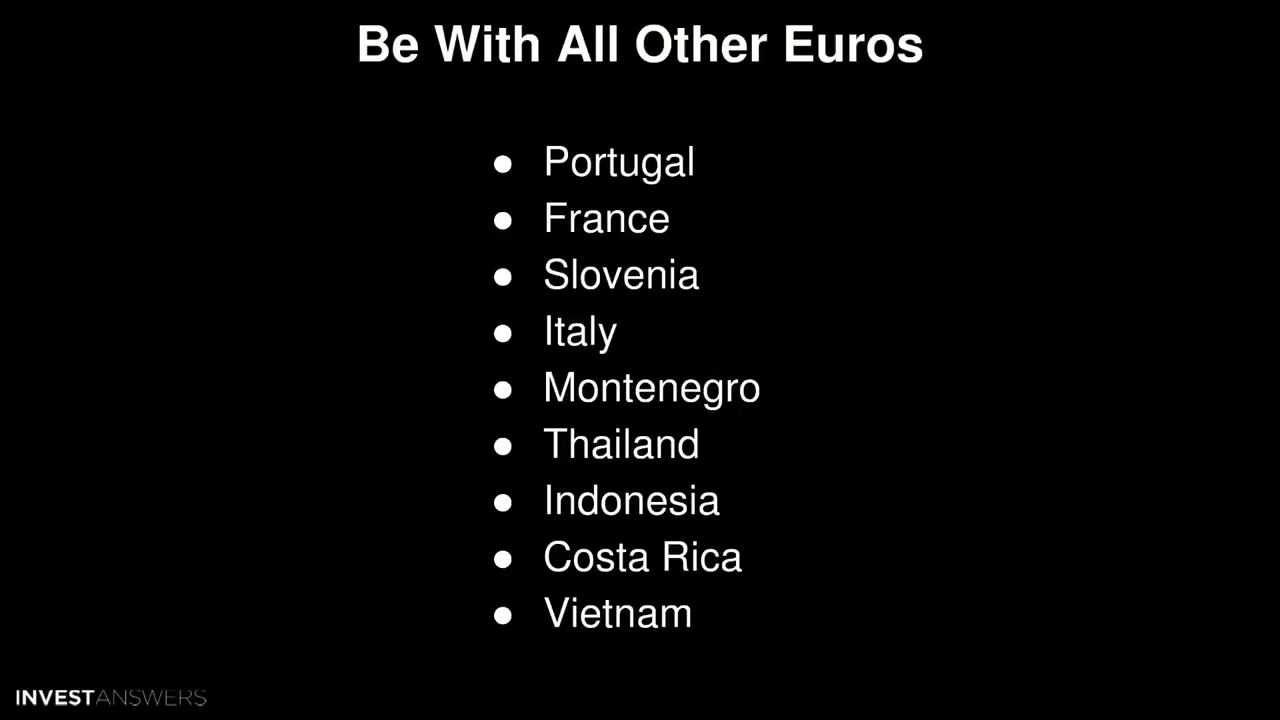 Be With All Other Euros
● Portugal
● France
● Slovenia
● Italy
● Montenegro
● Thailand
● Indonesia
● Costa Rica
● Vietnam
INVESTANSWERS